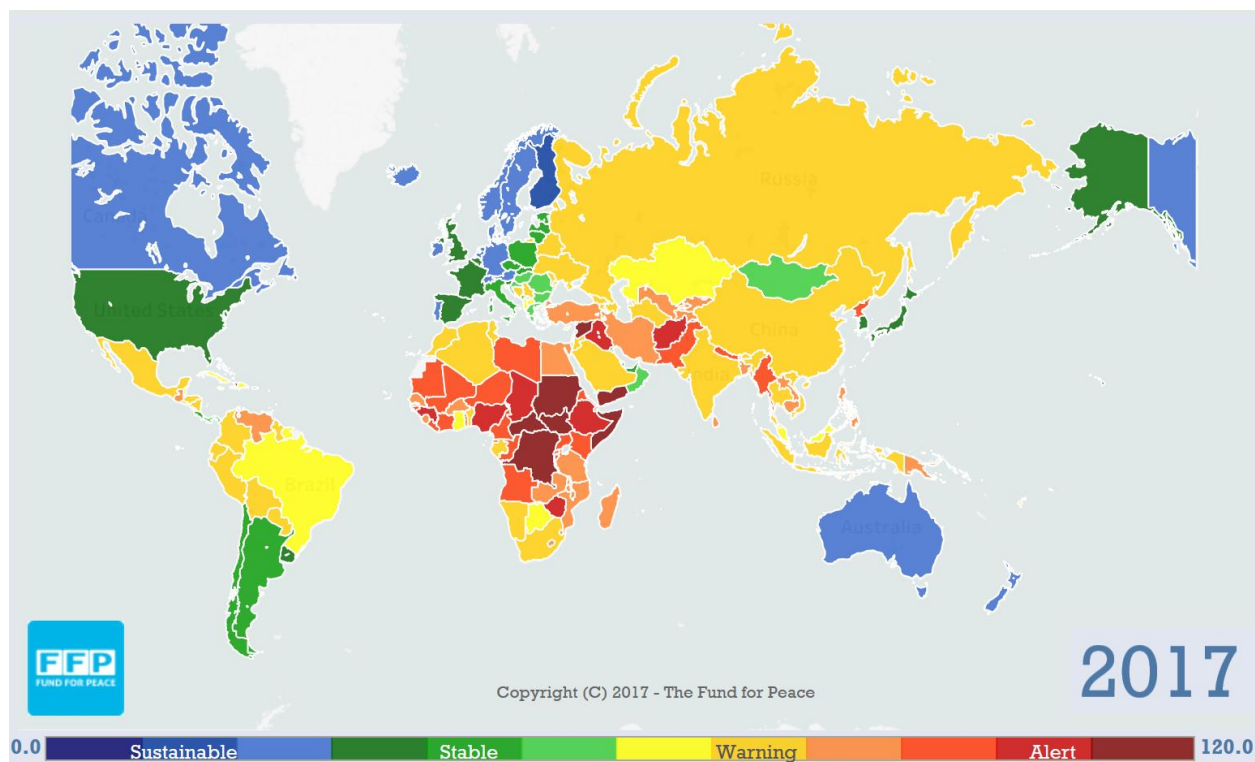 Russia
Canada
United States
China
India
Brazil
Australia
FFP
FUND FOR PEACE
2017
Copyright (C) 2017 - The Fund for Peace
0.0 Sustainable Stable Warning Alert 120.0